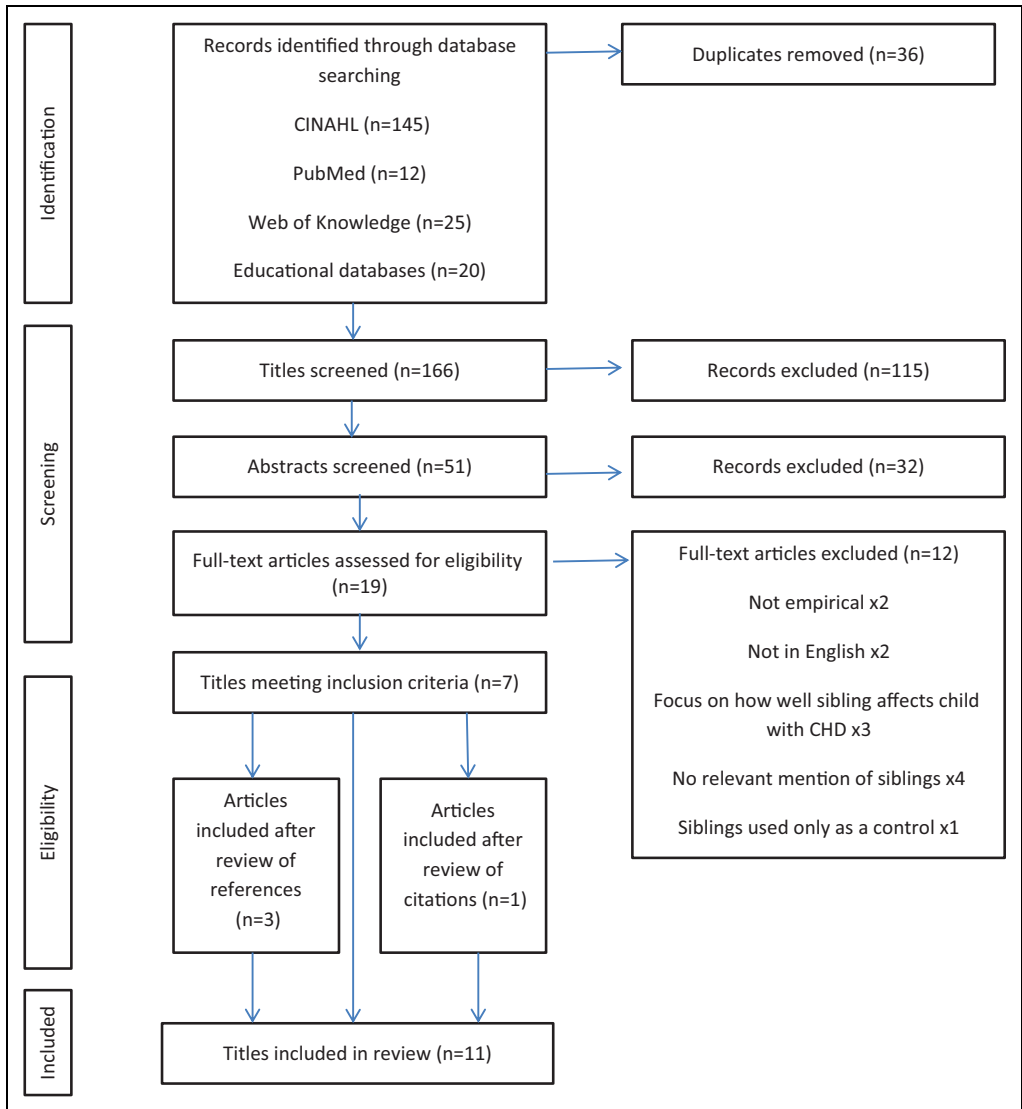 Identification
Records identified through database
searching
CINAHL (n=145)
PubMed (n=12)
Web of Knowledge (n=25)
Educational databases (n=20)
Duplicates removed (n=36)
Screening
Titles screened (n=166)
Records excluded (n=115)
Abstracts screened (n=51)
Records excluded (n=32)
Full-text articles assessed for eligibility
(n=19)
Full-text articles excluded (n=12)
Not empirical x2
Not in English x2
Focus on how well sibling affects child
with CHD x3
No relevant mention of siblings x4
Siblings used only as a control x1
Eligibility
Titles meeting inclusion criteria (n=7)
Articles
included after
review of
references
(n=3)
Articles
included after
review of
citations (n=1)
Included
Titles included in review (n=11)